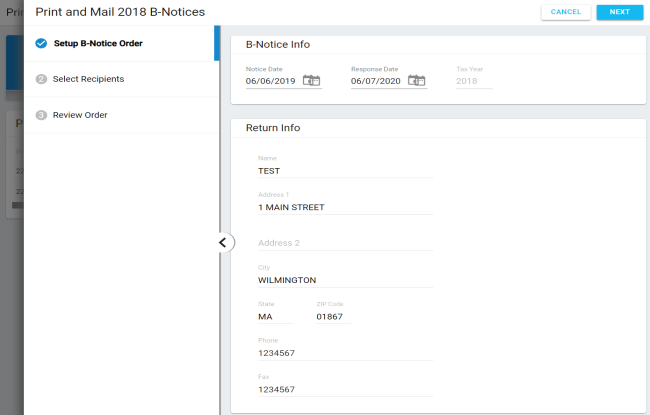 Print and Mail 2018 B-Notices
CANCEL
NEXT
Setup B-Notice Order
2 Select Recipients
3 Review Order
B-Notice Info
Notice Date
Response Date
Tax Year
06/06/2019
06/07/2020
2018
Return Info
Name
TEST
Address 1
1 MAIN STREET
Address 2
City
WILMINGTON
State
ZIP Code
MA
01867
Phone
1234567
Fax
1234567